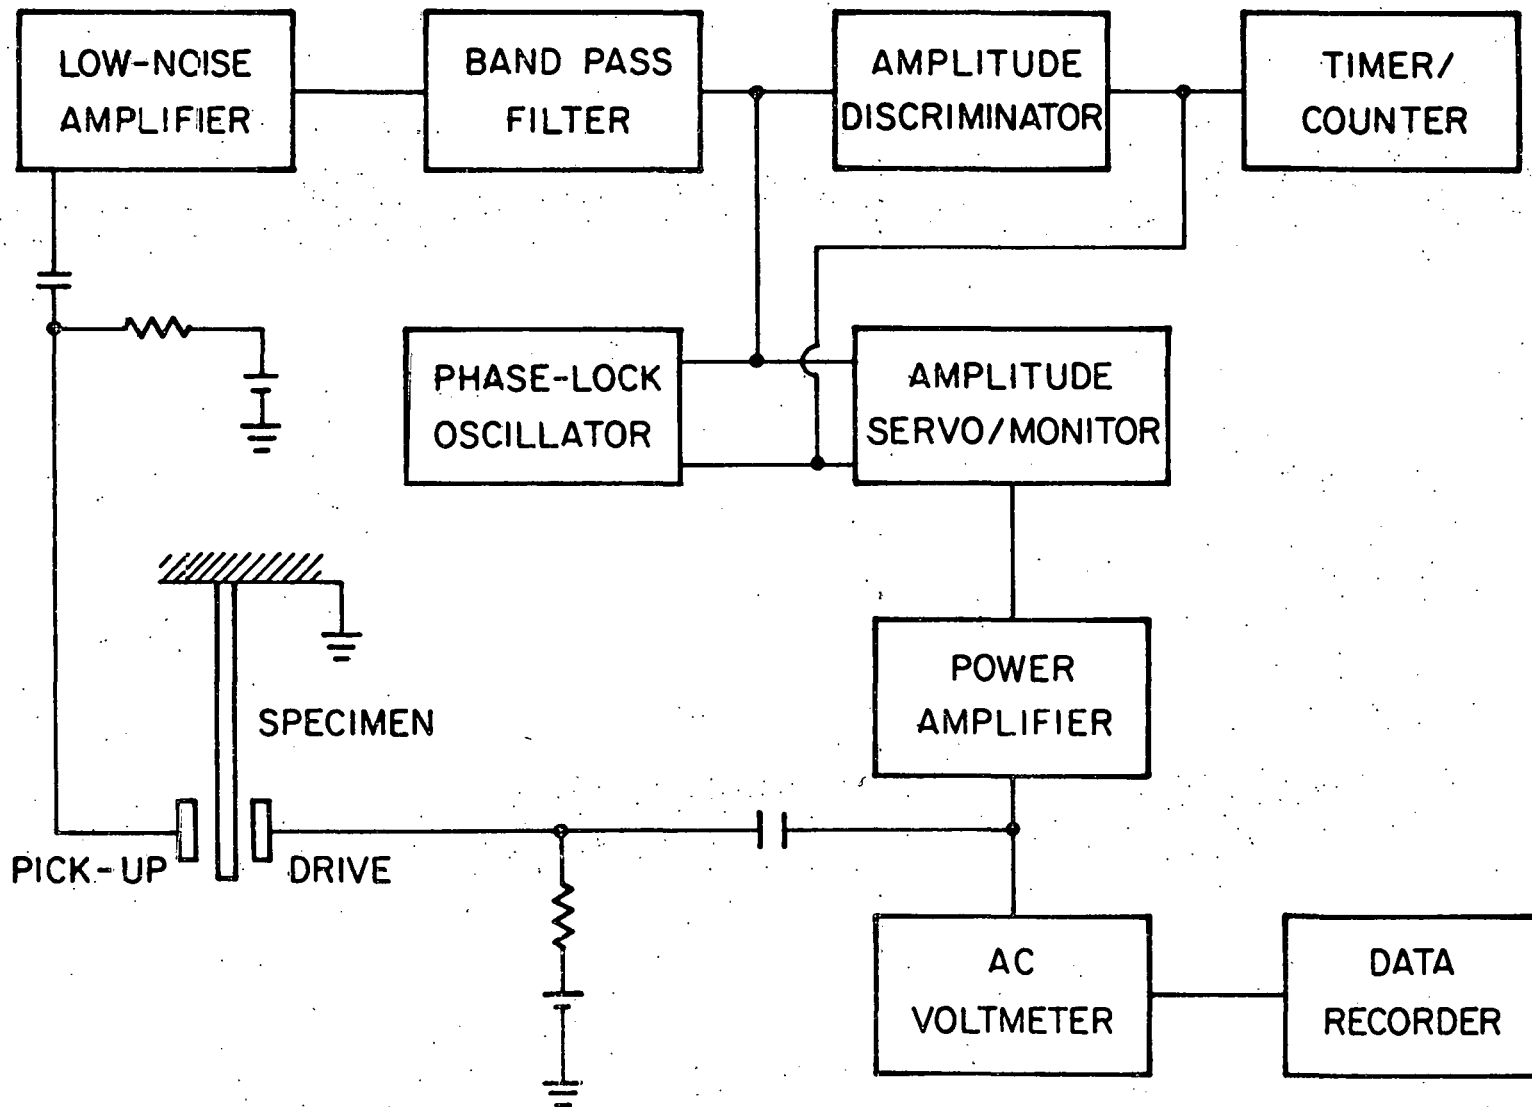 LOW-NOISE
AMPLIFIER
BAND PASS
FILTER
AMPLITUDE
DISCRIMINATOR
TIMER/
COUNTER
PHASE-LOCK
OSCILLATOR
AMPLITUDE
SERVO/MONITOR
POWER
AMPLIFIER
SPECIMEN
PICK-UP
DRIVE
AC
VOLTMETER
DATA
RECORDER